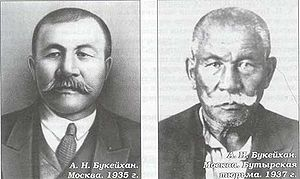 А. Н. Букейхан.
Москва. 1935 г.
А. Н. Букейхан.
Москва. Бутырская
тюрьма. 1937 г.